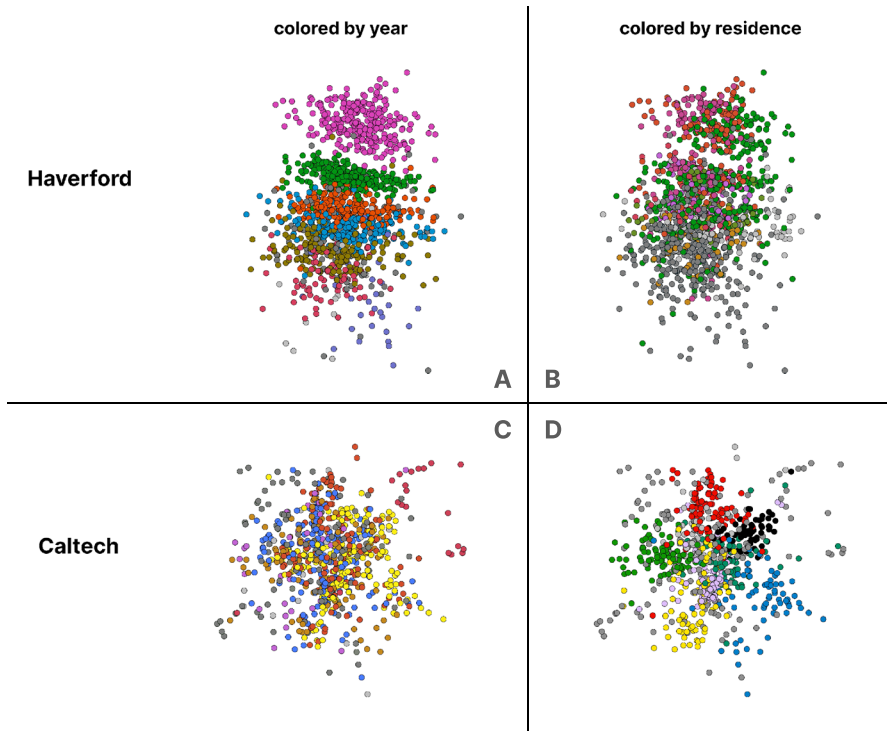 colored by year
colored by residence
Haverford
A
B
C
D
Caltech